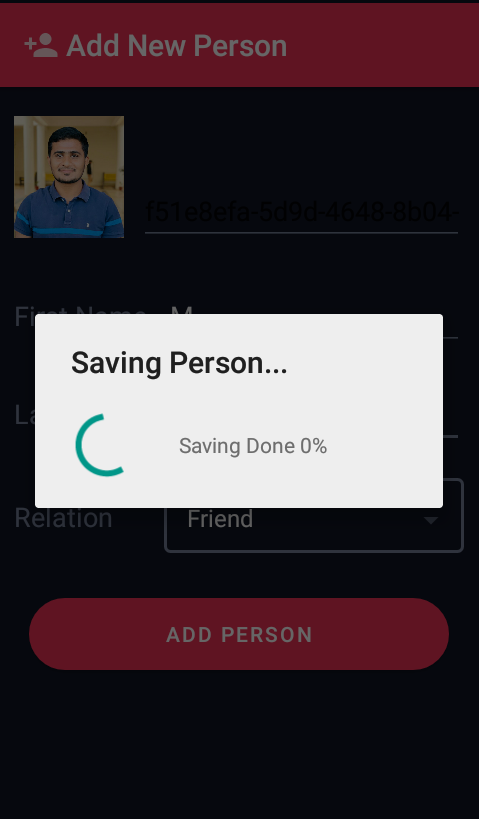 Add New Person
f51e8efa-5d9d-4648-8b04-
First Name M
Saving Person...
La
Saving Done 0%
Relation
Friend
ADD PERSON